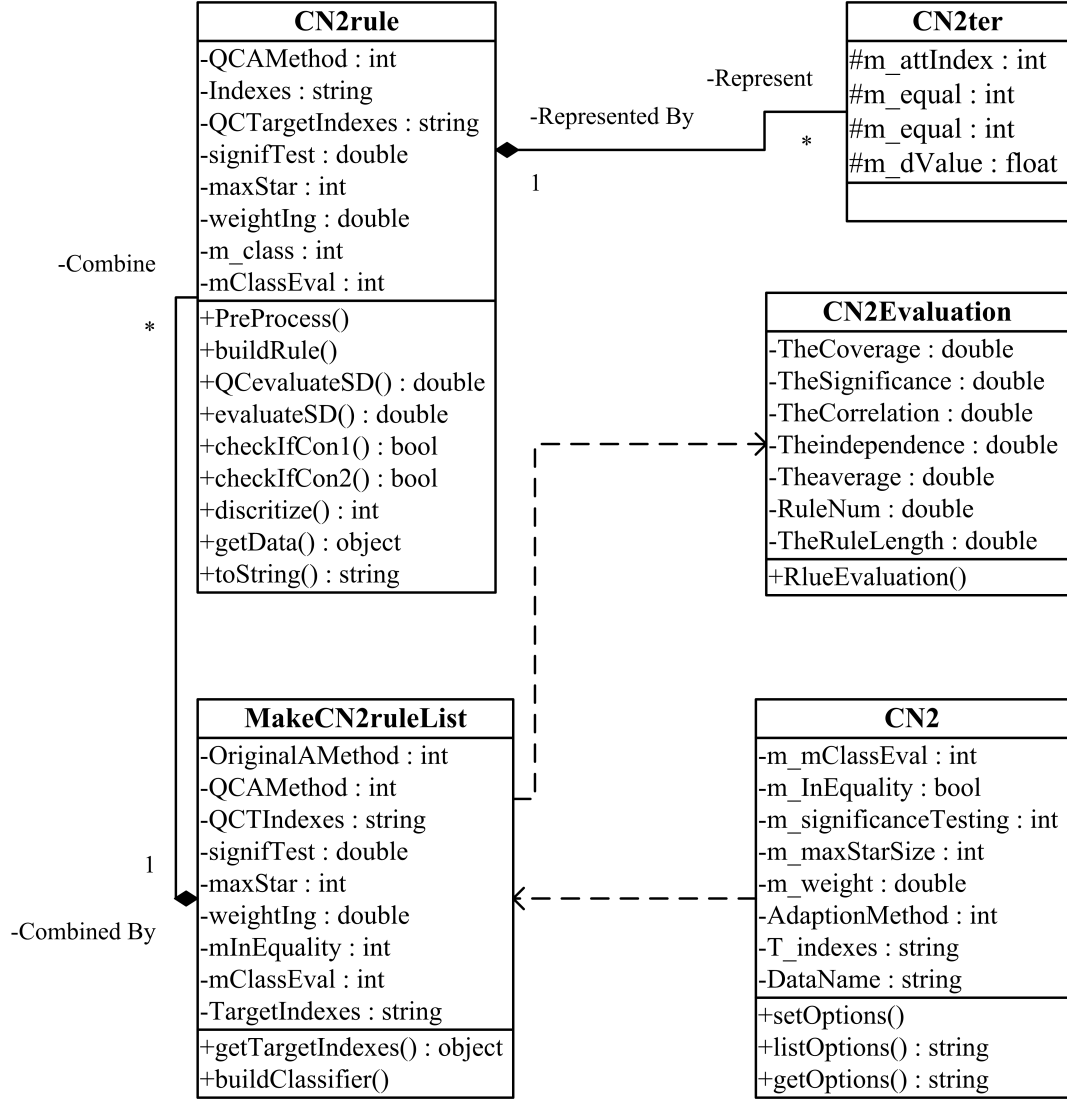 CN2rule
-QCAMethod : int
-Indexes : string
-QCTargetIndexes : string
-signifTest : double
-maxStar : int
-weightIng : double
-m_class : int
-mClassEval : int
+PreProcess()
+buildRule()
+QCevaluateSD() : double
+evaluateSD() : double
+checkIfCon1() : bool
+checkIfCon2() : bool
+discritize() : int
+getData() : object
+toString() : string
-Represented By
1
-Represent
*
CN2ter
#m_attIndex : int
#m_equal : int
#m_equal : int
#m_dValue : float
-Combine
*
CN2Evaluation
-TheCoverage : double
-TheSignificance : double
-TheCorrelation : double
-Theindependence : double
-Theaverage : double
-RuleNum : double
-TheRuleLength : double
+RlueEvaluation()
1
-Combined By
MakeCN2ruleList
-OriginalAMethod : int
-QCAMethod : int
-QCTIndexes : string
-signifTest : double
-maxStar : int
-weightIng : double
-mInEquality : int
-mClassEval : int
-TargetIndexes : string
+getTargetIndexes() : object
+buildClassifier()
CN2
-m_mClassEval : int
-m_InEquality : bool
-m_significanceTesting : int
-m_maxStarSize : int
-m_weight : double
-AdaptionMethod : int
-T_indexes : string
-DataName : string
+setOptions()
+listOptions() : string
+getOptions() : string